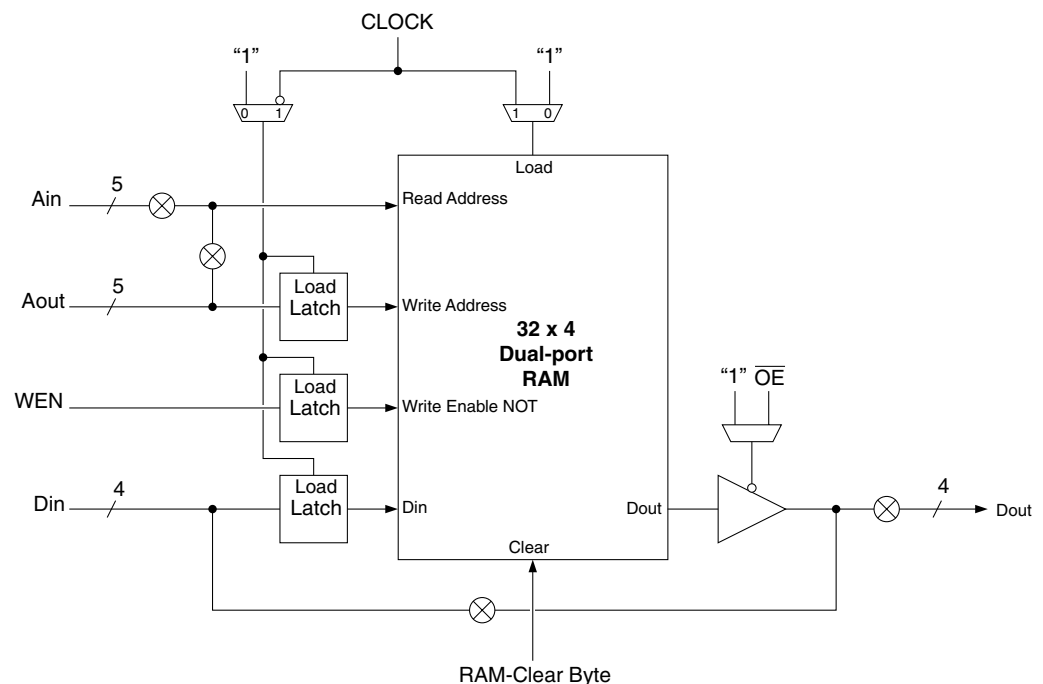 CLOCK
“1”
“1”
0 1
1 0
Load
Ain
5
Read Address
Aout
5
Load
Latch
Write Address
32 x 4
Dual-port
RAM
WEN
Load
Latch
Write Enable NOT
“1” OE
Din
4
Load
Latch
Din
Dout
4
Dout
Clear
RAM-Clear Byte